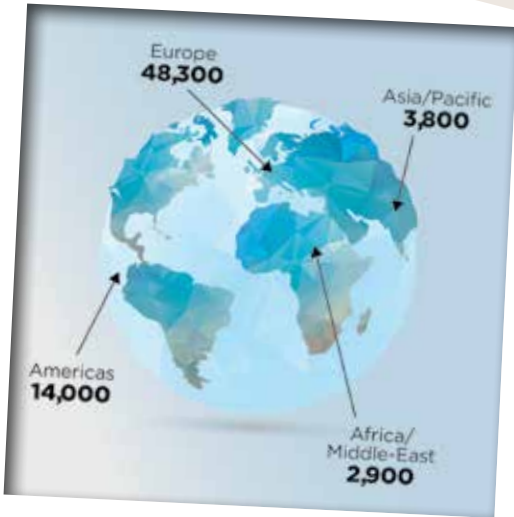 Europe
48,300
Asia/Pacific
3,800
Americas
14,000
Africa/
Middle-East
2,900